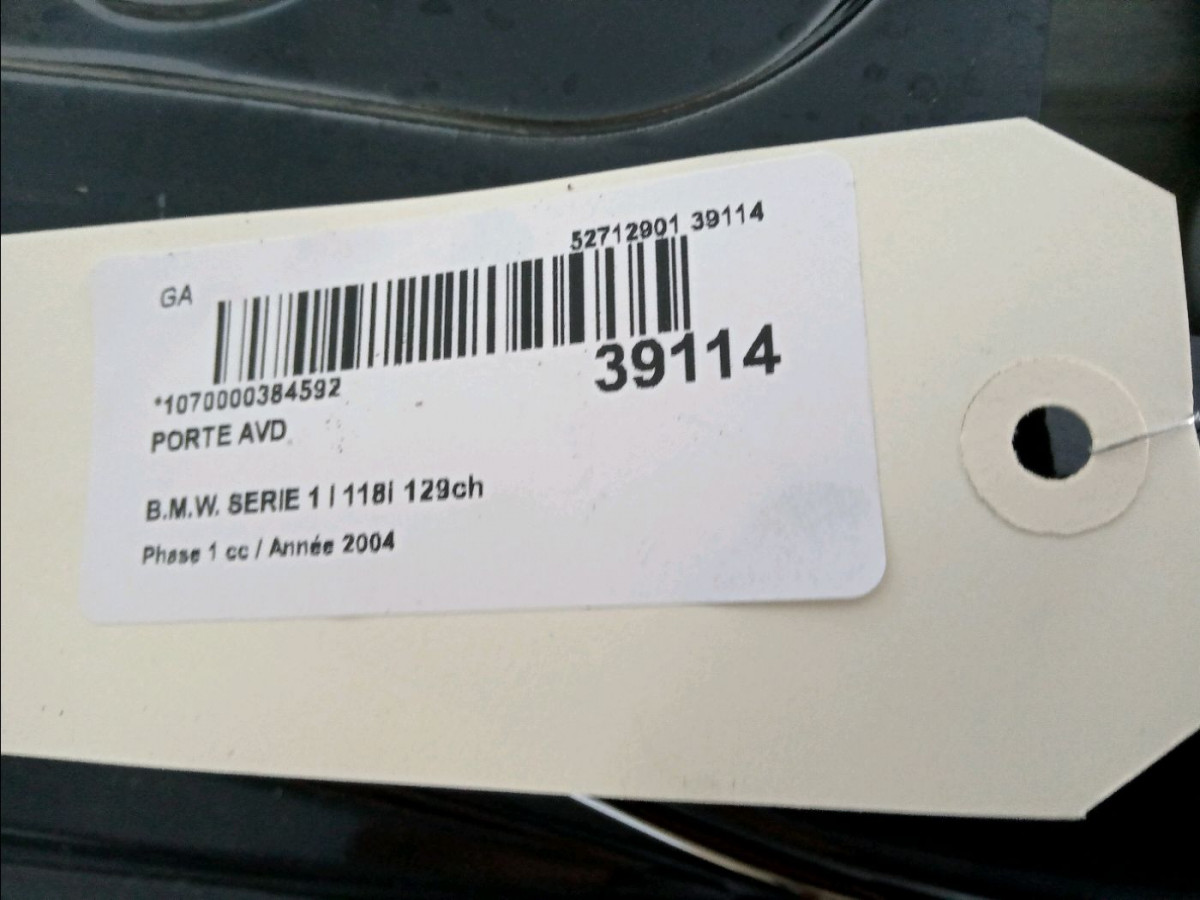 52712901 39114
GA
39114
*1070000384592
PORTE AVD
B.M.W. SERIE 1 I 118i 129ch
Phase 1 cc / Année 2004